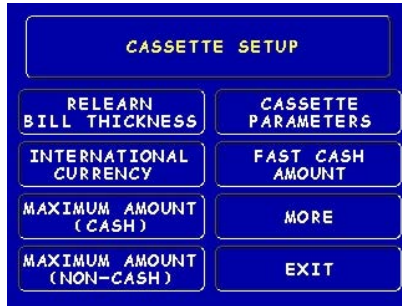 CASSETTE SETUP
RELEARN
BILL THICKNESS
CASSETTE
PARAMETERS
INTERNATIONAL
CURRENCY
FAST CASH
AMOUNT
MAXIMUM AMOUNT
(CASH)
MORE
MAXIMUM AMOUNT
(NON-CASH)
EXIT